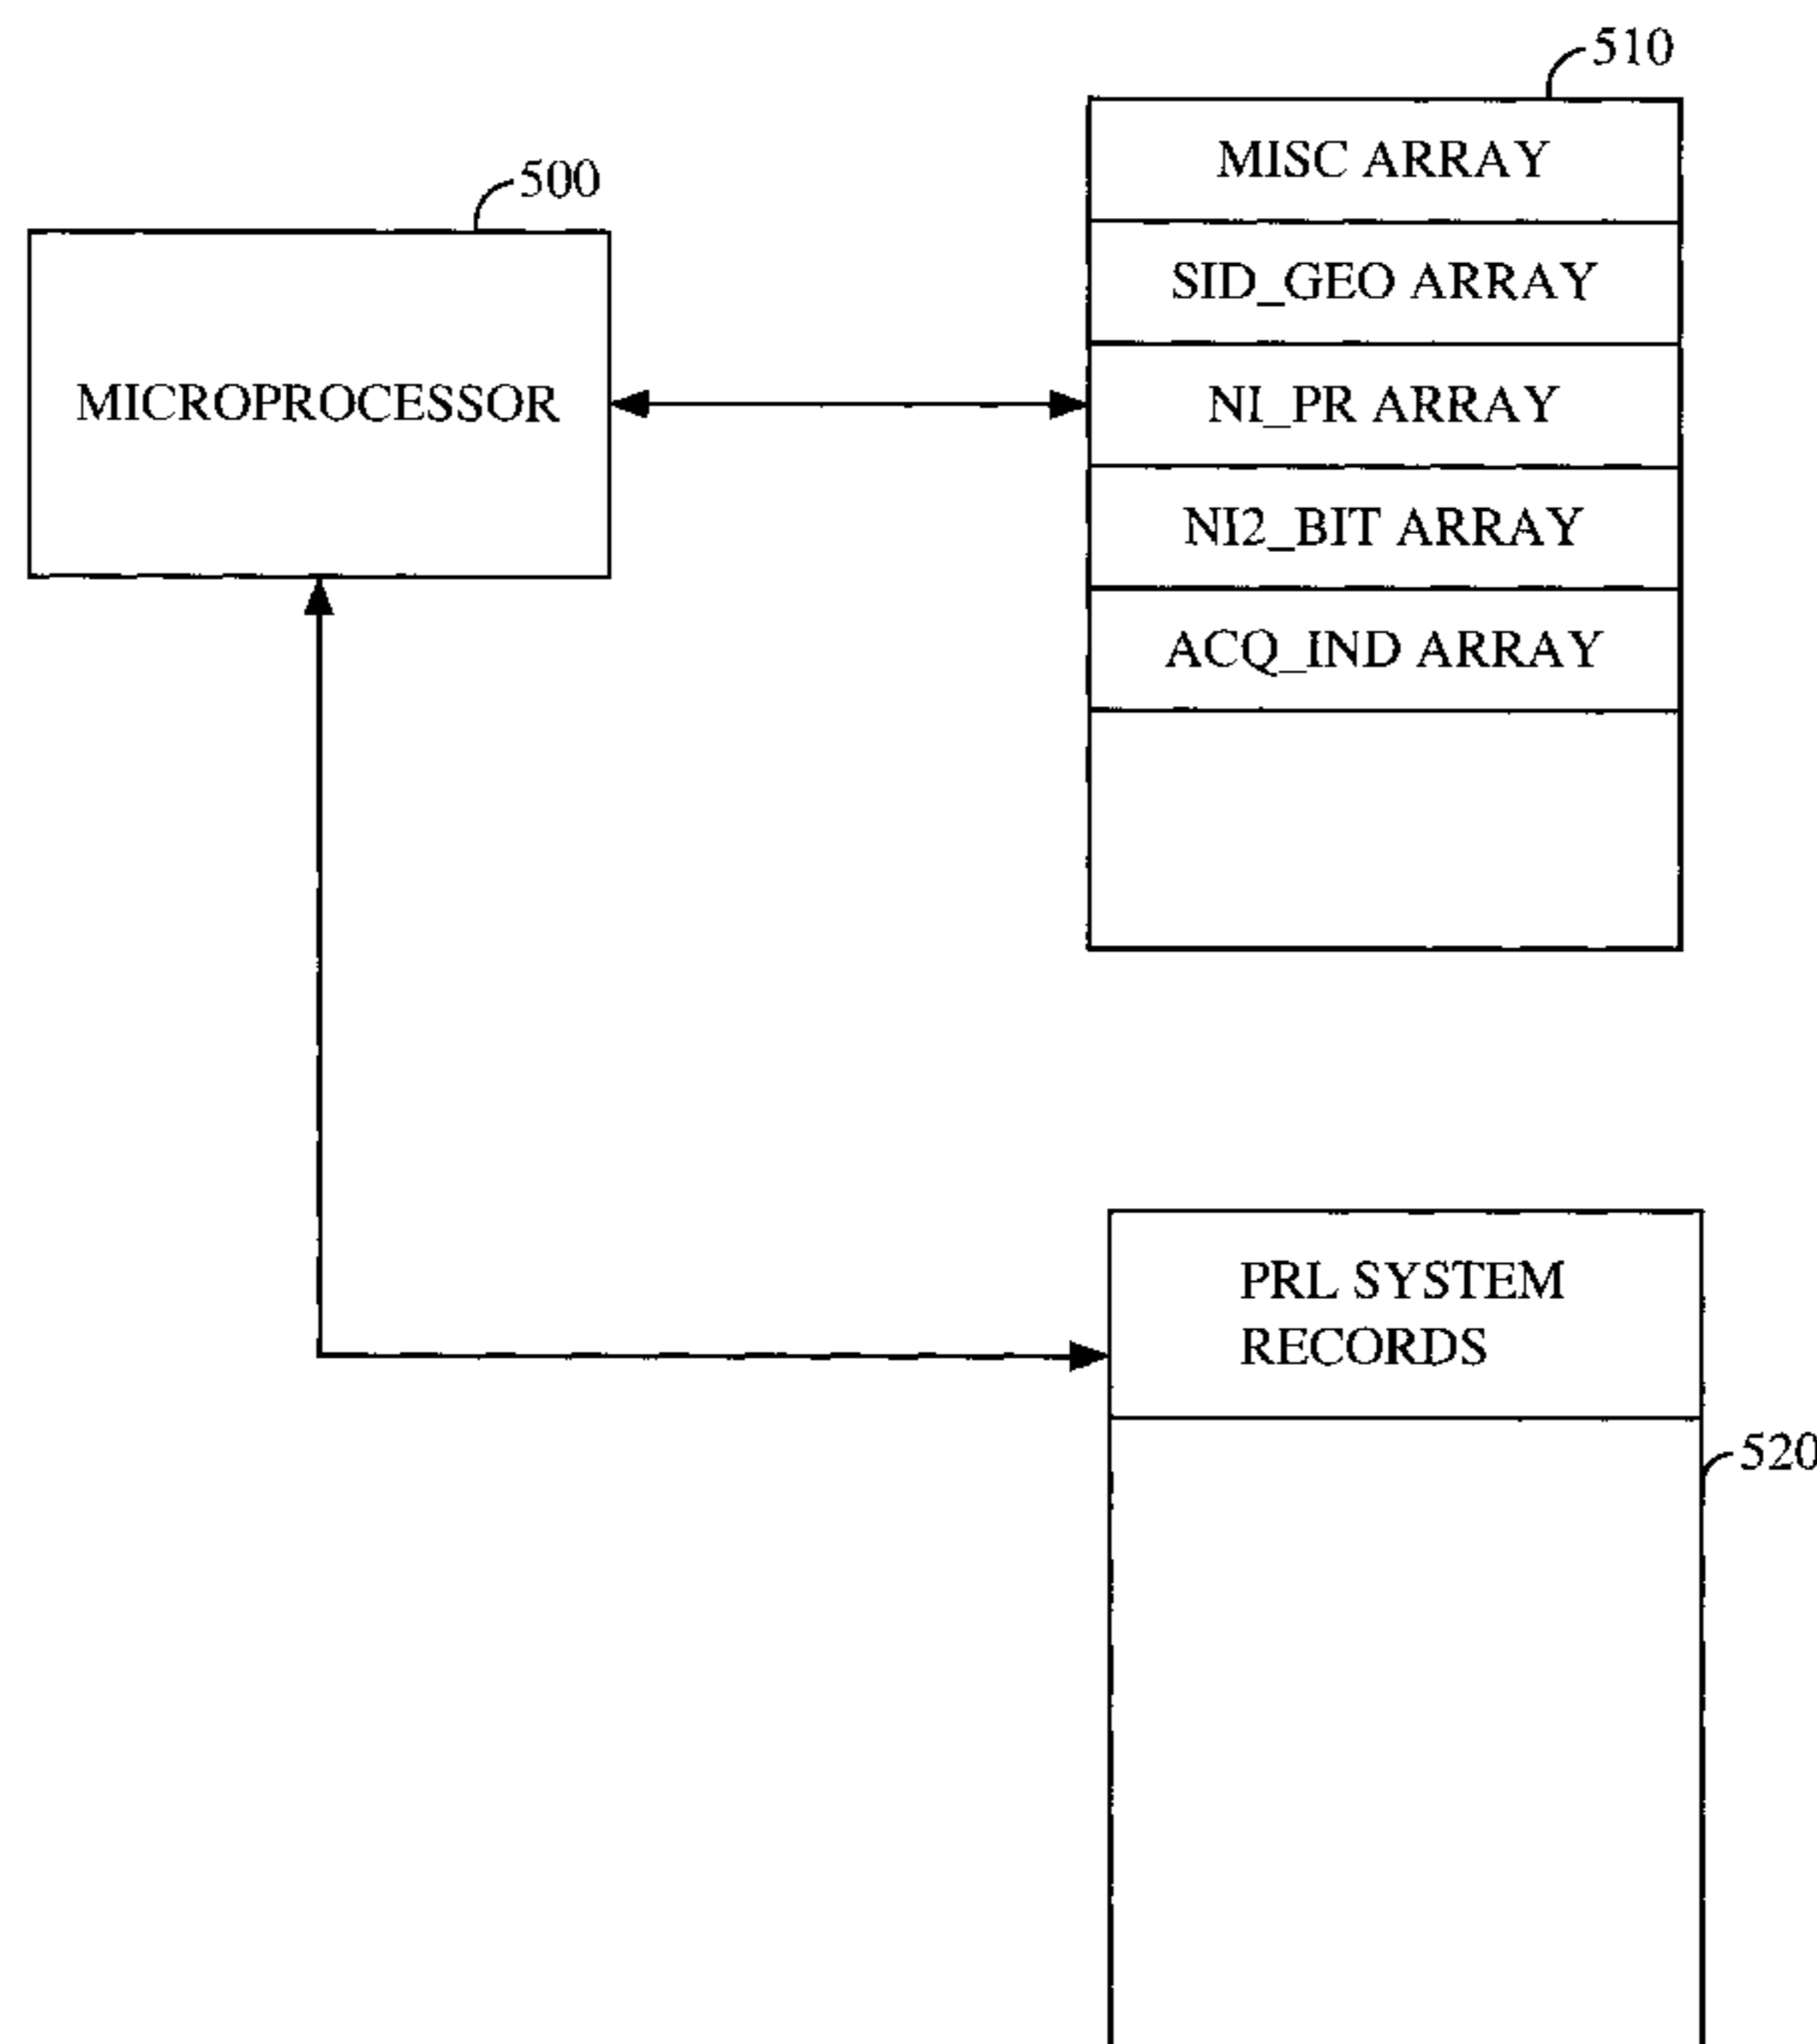 510
MISC ARRAY
500
SID_GEO ARRAY
MICROPROCESSOR
NI_PR ARRAY
NI2_BIT ARRAY
ACQ_IND ARRAY
PRL SYSTEM
RECORDS
520